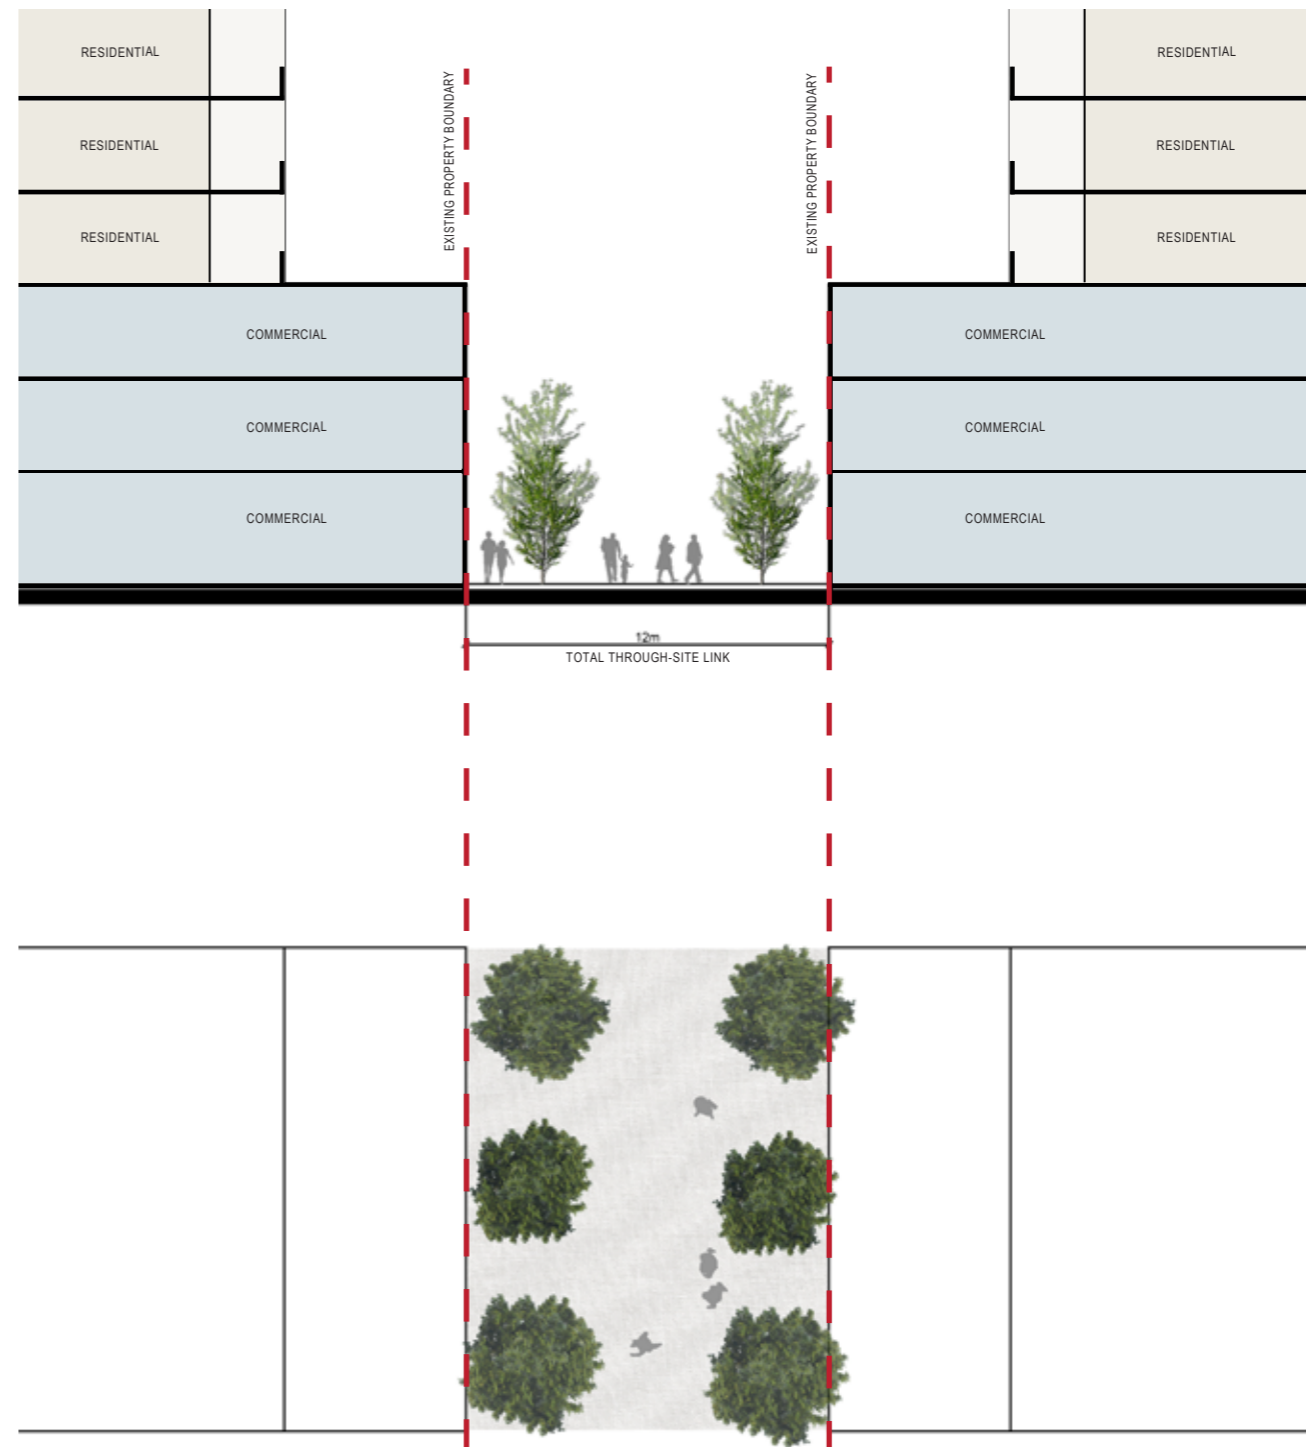 RESIDENTIAL
RESIDENTIAL
RESIDENTIAL
RESIDENTIAL
RESIDENTIAL
RESIDENTIAL
EXISTING PROPERTY BOUNDARY
EXISTING PROPERTY BOUNDARY
COMMERCIAL
COMMERCIAL
COMMERCIAL
COMMERCIAL
COMMERCIAL
COMMERCIAL
12m
TOTAL THROUGH-SITE LINK